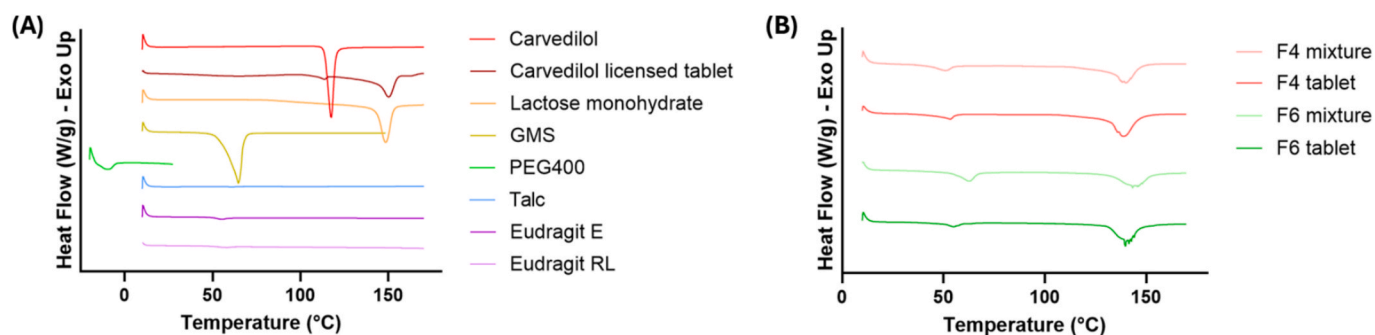 (A)
Heat Flow (W/g) - Exo Up
Carvedilol
Carvedilol licensed tablet
Lactose monohydrate
GMS
PEG400
Talc
Eudragit E
Eudragit RL
0 50 100 150
Temperature (°C)
(B)
Heat Flow (W/g) - Exo Up
F4 mixture
F4 tablet
F6 mixture
F6 tablet
0 50 100 150
Temperature (°C)